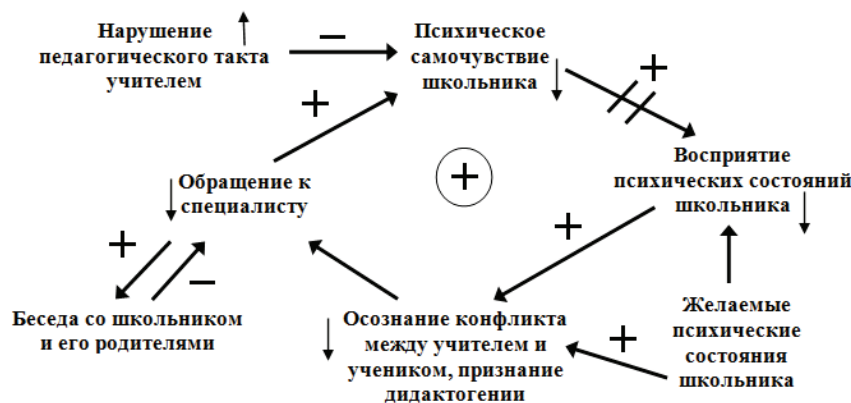 Нарушение
педагогического такта
учителем
–
Психическое
самочувствие
школьника
+
+
Восприятие
психических состояний
школьника
+
Обращение к
специалисту
+
+
–
Беседа со школьником
и его родителями
Осознание конфликта
между учителем и
учеником, признание
дидактогении
+
Желаемые
психические
состояния
школьника